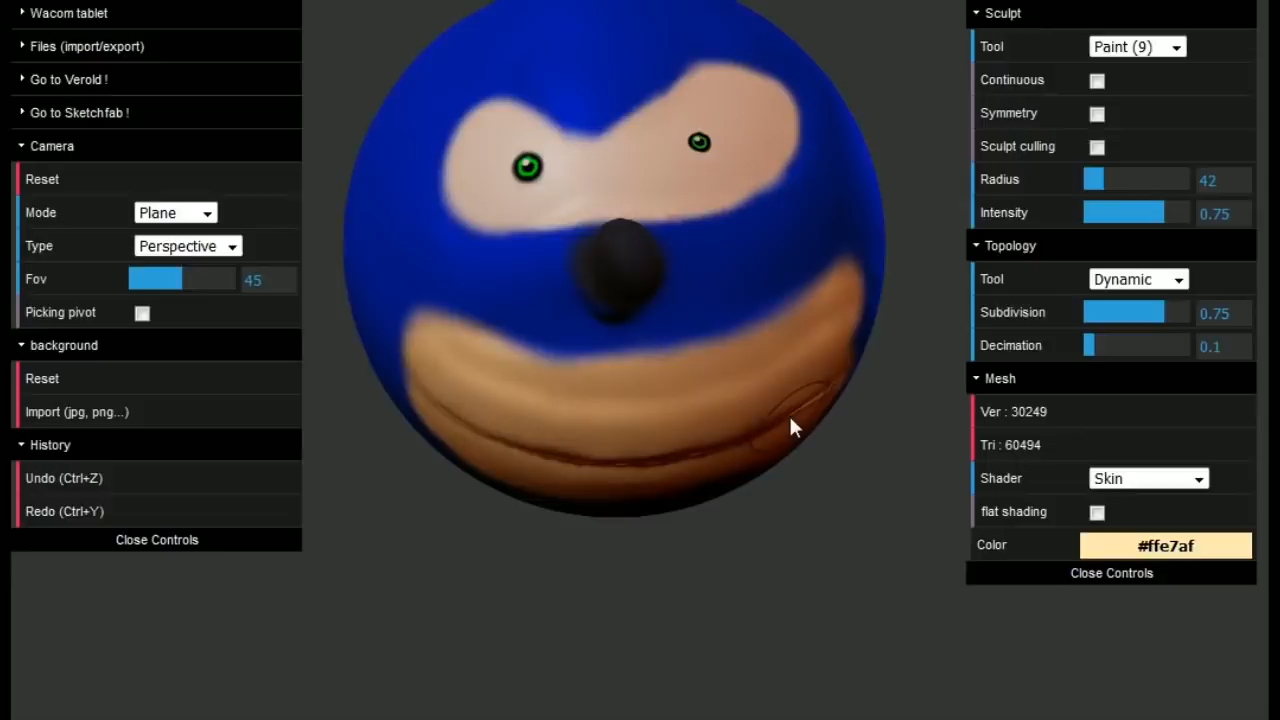 Wacom tablet
Files (import/export)
Go to Verold !
Go to Sketchfab !
Camera
Reset
Mode Plane
Type Perspective
Fov 45
Picking pivot
background
Reset
Import (jpg, png...)
History
Undo (Ctrl+Z)
Redo (Ctrl+Y)
Close Controls
Sculpt
Tool Paint (9)
Continuous
Symmetry
Sculpt culling
Radius 42
Intensity 0.75
Topology
Tool Dynamic
Subdivision 0.75
Decimation 0.1
Mesh
Ver : 30249
Tri : 60494
Shader Skin
flat shading
Color #ffe7af
Close Controls